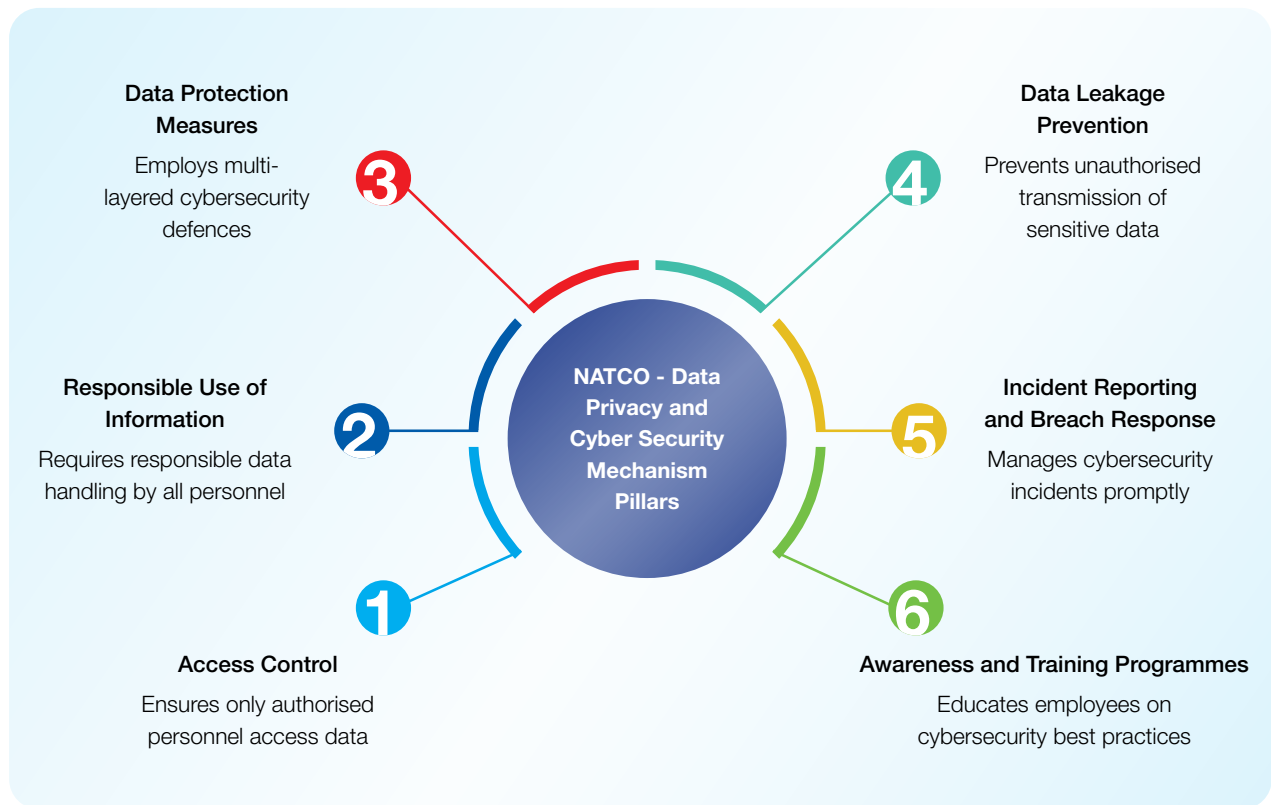 Data Protection
Measures
Employs multi-
layered cybersecurity
defences
3
4
Data Leakage
Prevention
Prevents unauthorised
transmission of
sensitive data
Responsible Use of
Information
Requires responsible data
handling by all personnel
2
NATCO - Data
Privacy and
Cyber Security
Mechanism
Pillars
5
Incident Reporting
and Breach Response
Manages cybersecurity
incidents promptly
1
Access Control
Ensures only authorised
personnel access data
6
Awareness and Training Programmes
Educates employees on
cybersecurity best practices